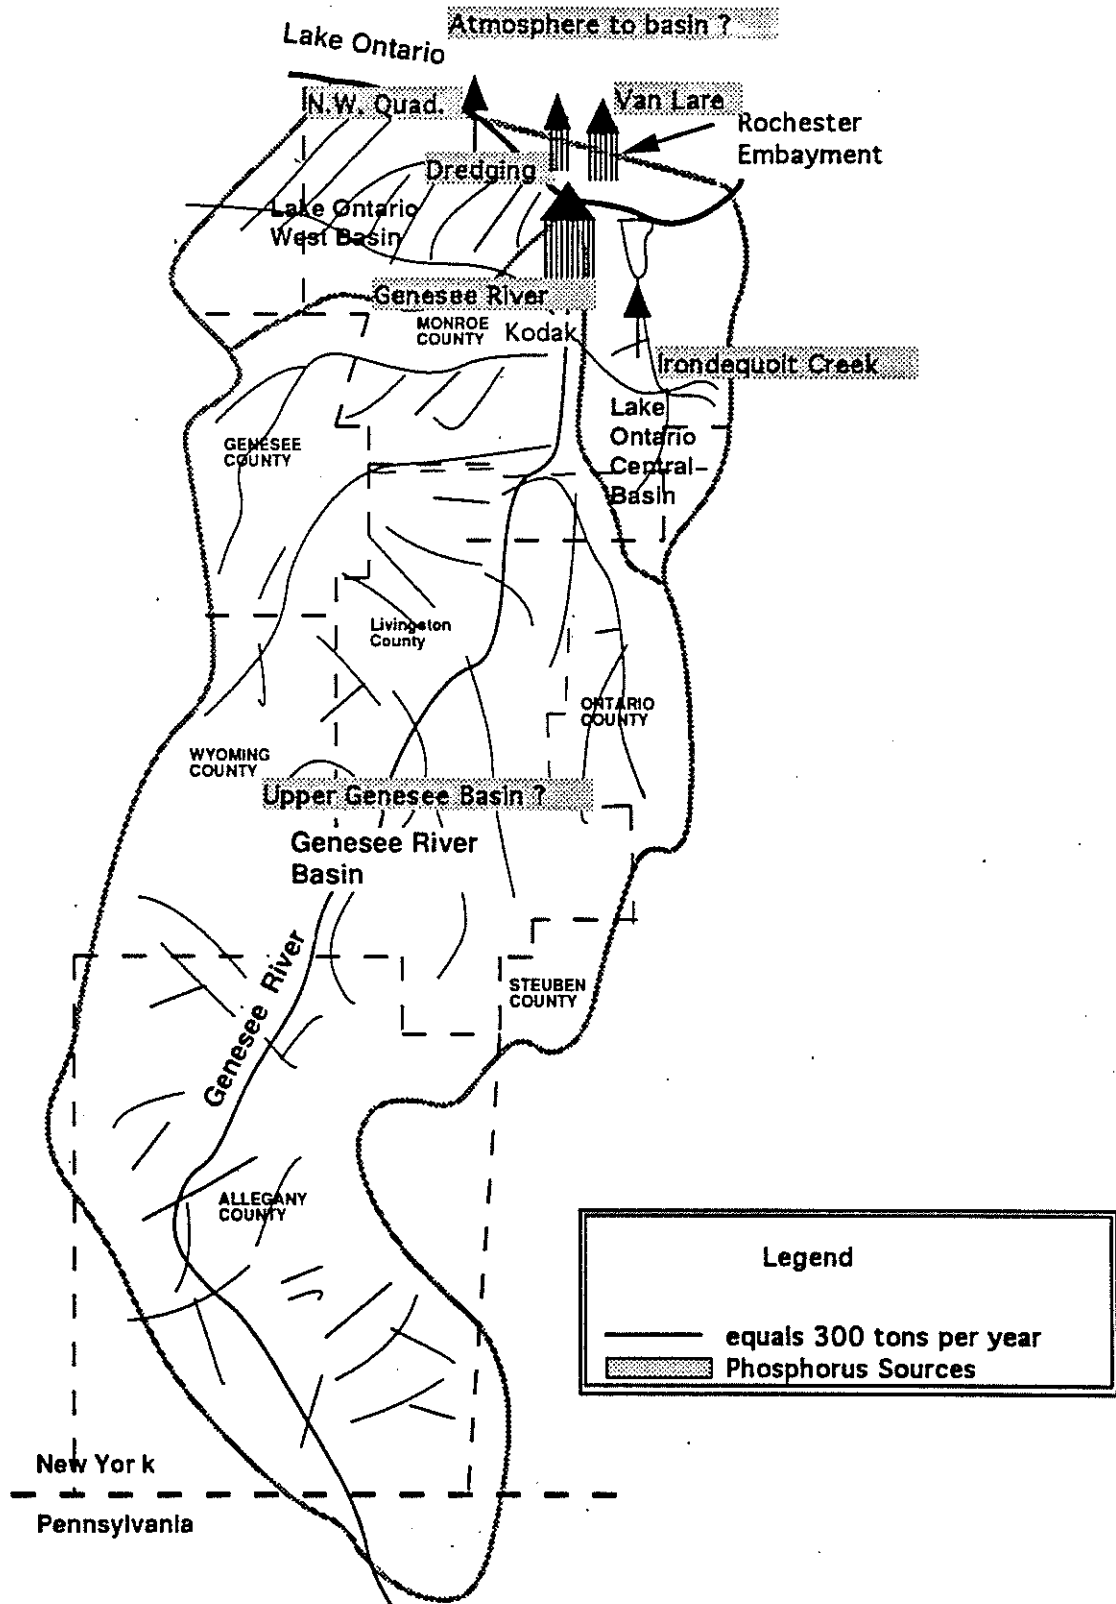 Atmosphere to basin ?
Lake Ontario
N.W. Quad.
Van Lare
Rochester
Embayment
Dredging
Lake Ontario
West Basin
Genesee River
MONROE
COUNTY
Kodak
Irondequoit Creek
Lake
Ontario
Central
Basin
GENESEE
COUNTY
Livingston
County
ONTARIO
COUNTY
WYOMING
COUNTY
Upper Genesee Basin ?
Genesee River
Basin
Genesee River
STEUBEN
COUNTY
ALLEGANY
COUNTY
Legend
equals 300 tons per year
Phosphorus Sources
New York
Pennsylvania